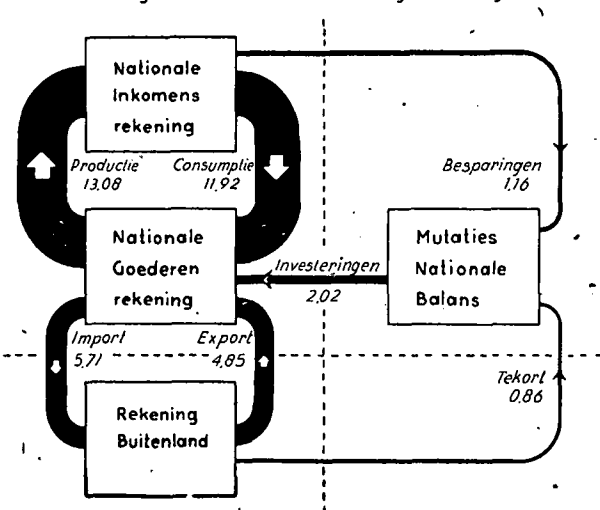 Nationale
Inkomens
rekening
Productie
13,08
Consumptie
11,92
Besparingen
1,16
Nationale
Goederen
rekening
Investeringen
2,02
Mutaties
Nationale
Balans
Import
5,71
Export
4,85
Tekort
0,86
Rekening
Buitenland